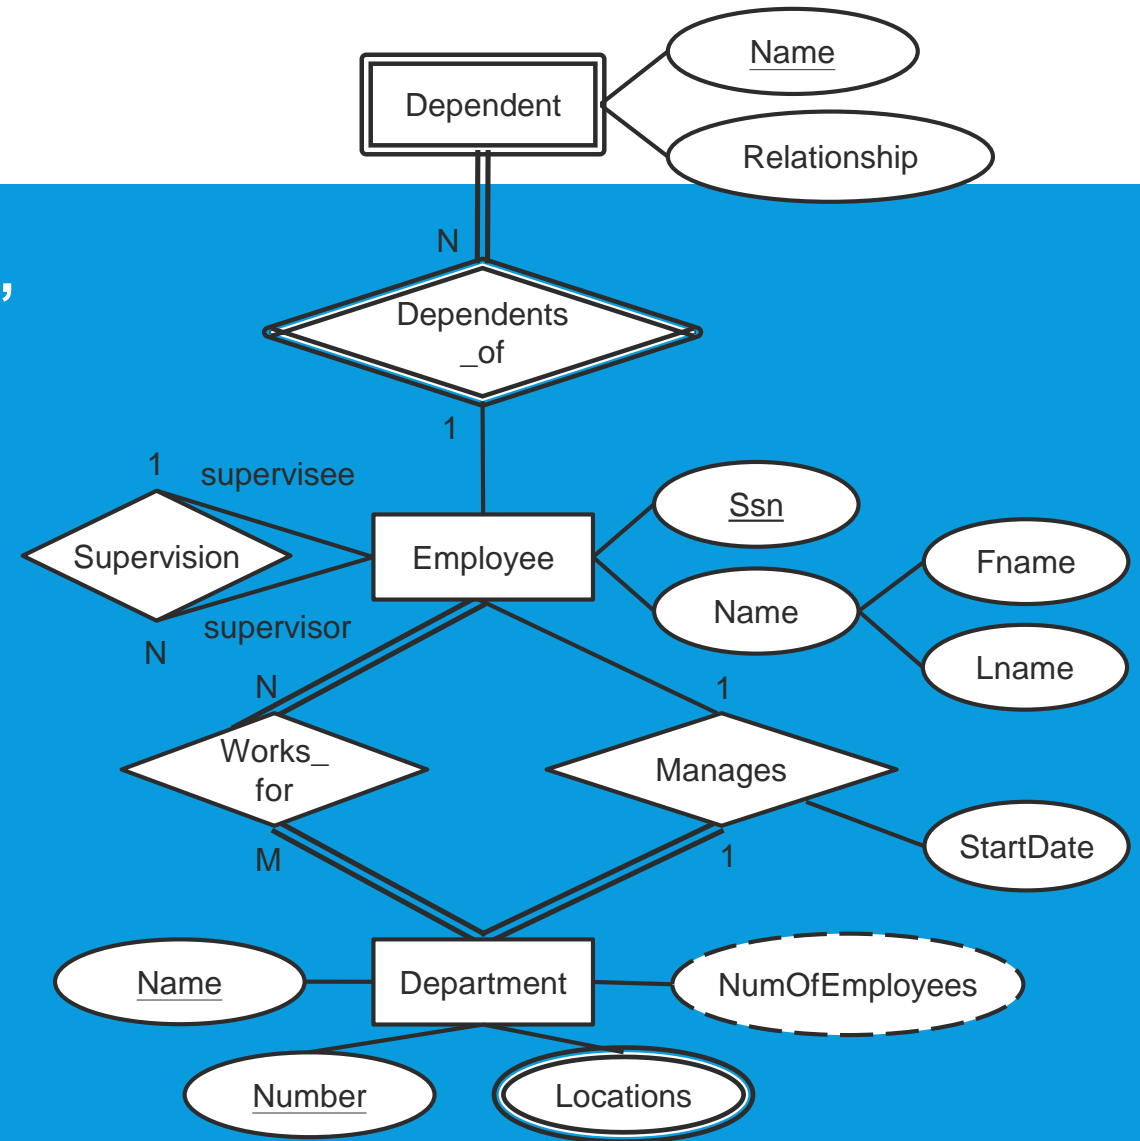 Name
Dependent
Relationship
N
,
Dependents
_of
1
1
supervisee
Ssn
Supervision
Employee
Fname
Name
supervisor
N
Lname
N
1
Works_
for
Manages
M
1
StartDate
Name
Department
NumOfEmployees
Number
Locations